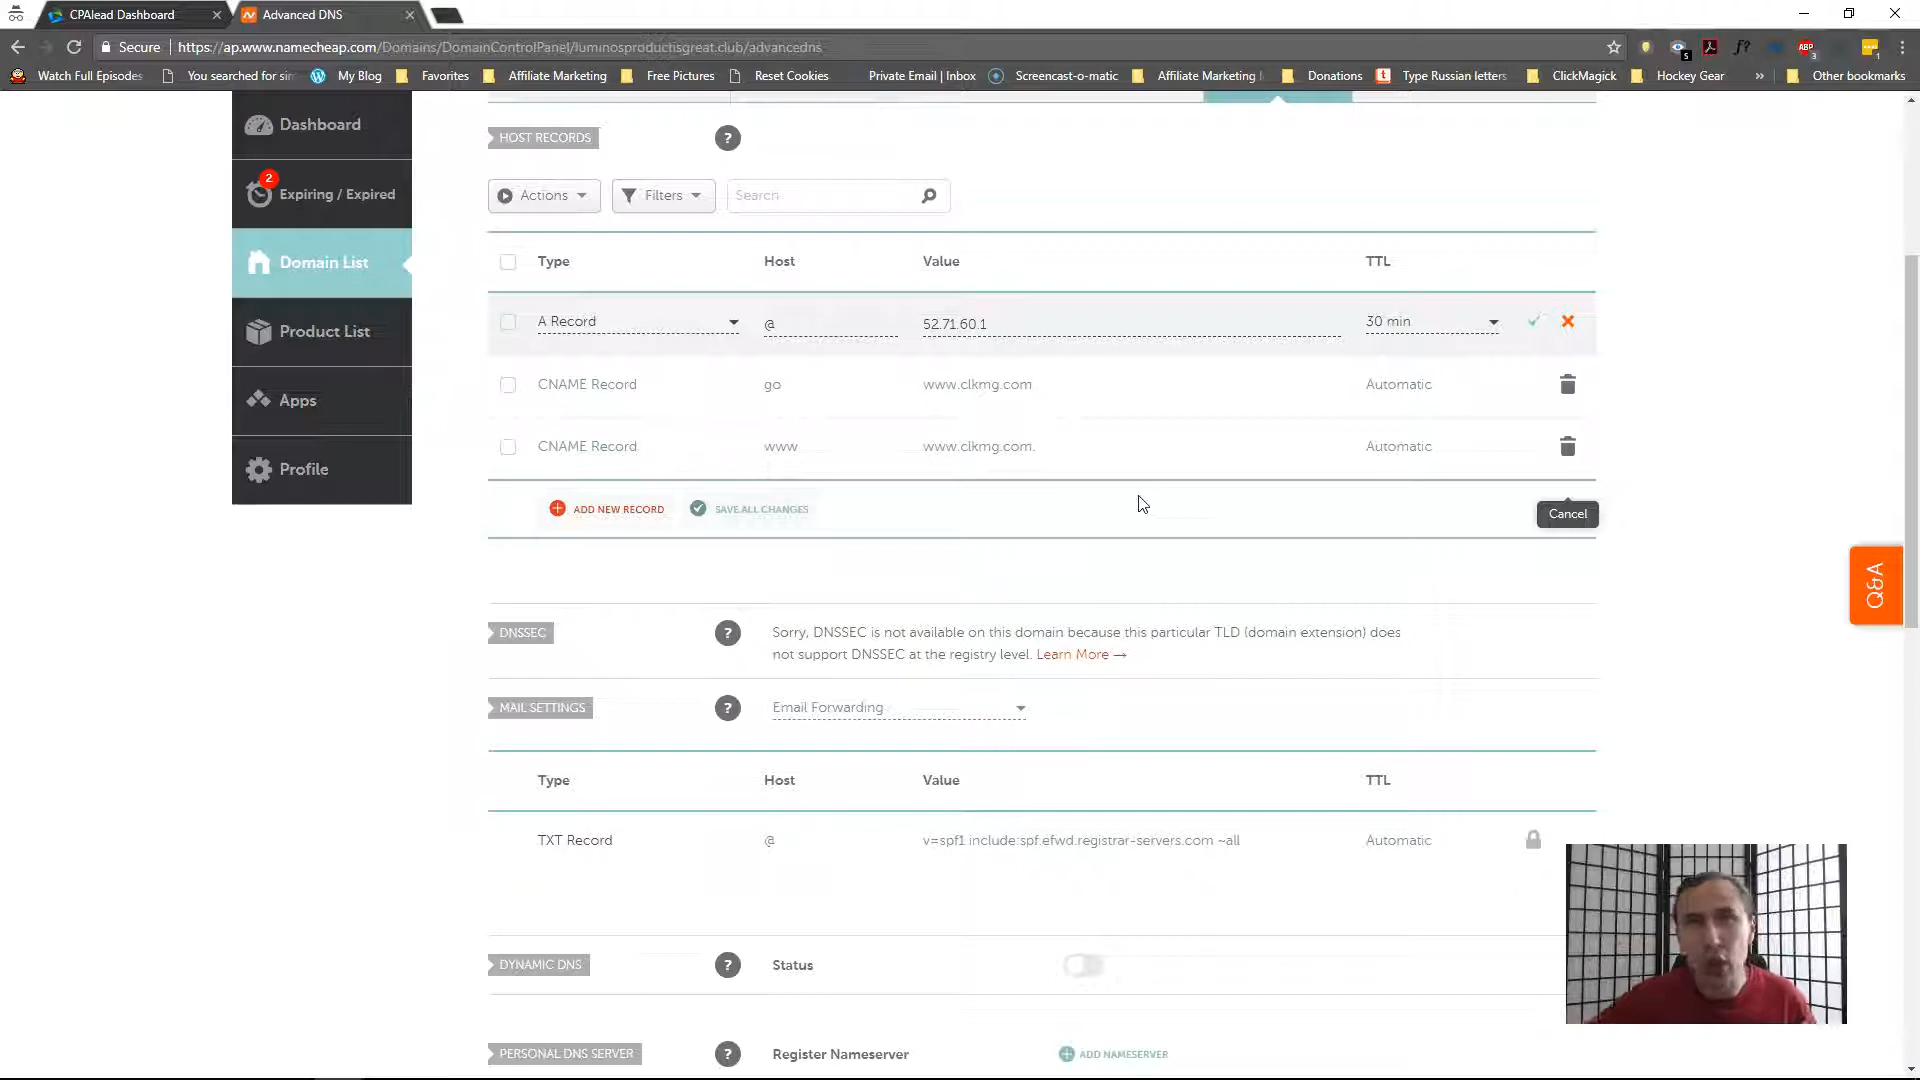 CPAlead Dashboard
Advanced DNS
Secure
https://ap.www.namecheap.com/Domains/DomainControlPanel/luminosproductisgreat.club/advancedns
Watch Full Episodes
You searched for sir
My Blog
Favorites
Affiliate Marketing
Free Pictures
Reset Cookies
Private Email | Inbox
Screencast-o-matic
Affiliate Marketing
Donations
Type Russian letters
ClickMagick
Hockey Gear
»
Other bookmarks
Dashboard
2
Expiring / Expired
Domain List
Product List
Apps
Profile
HOST RECORDS
?
Actions
Filters
Search
Type Host Value TTL
A Record @ 52.71.60.1 30 min
CNAME Record go www.clkmg.com Automatic
CNAME Record www www.clkmg.com. Automatic
ADD NEW RECORD
SAVE ALL CHANGES
Cancel
Q&A
DNSSEC
?
Sorry, DNSSEC is not available on this domain because this particular TLD (domain extension) does
not support DNSSEC at the registry level. Learn More →
MAIL SETTINGS
?
Email Forwarding
Type Host Value TTL
TXT Record @ v=spf1 include:spf.efwd.registrar-servers.com ~all Automatic
DYNAMIC DNS
?
Status
PERSONAL DNS SERVER
?
Register Nameserver
ADD NAMESERVER